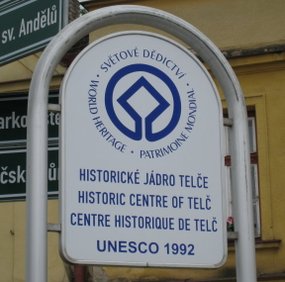 sv. Andělů
SVĚTOVÉ DĚDICTVÍ • PATRIMOINE MONDIAL • WORLD HERITAGE •
HISTORICKÉ JÁDRO TELČE
HISTORIC CENTRE OF TELČ
CENTRE HISTORIQUE DE TELČ
UNESCO 1992